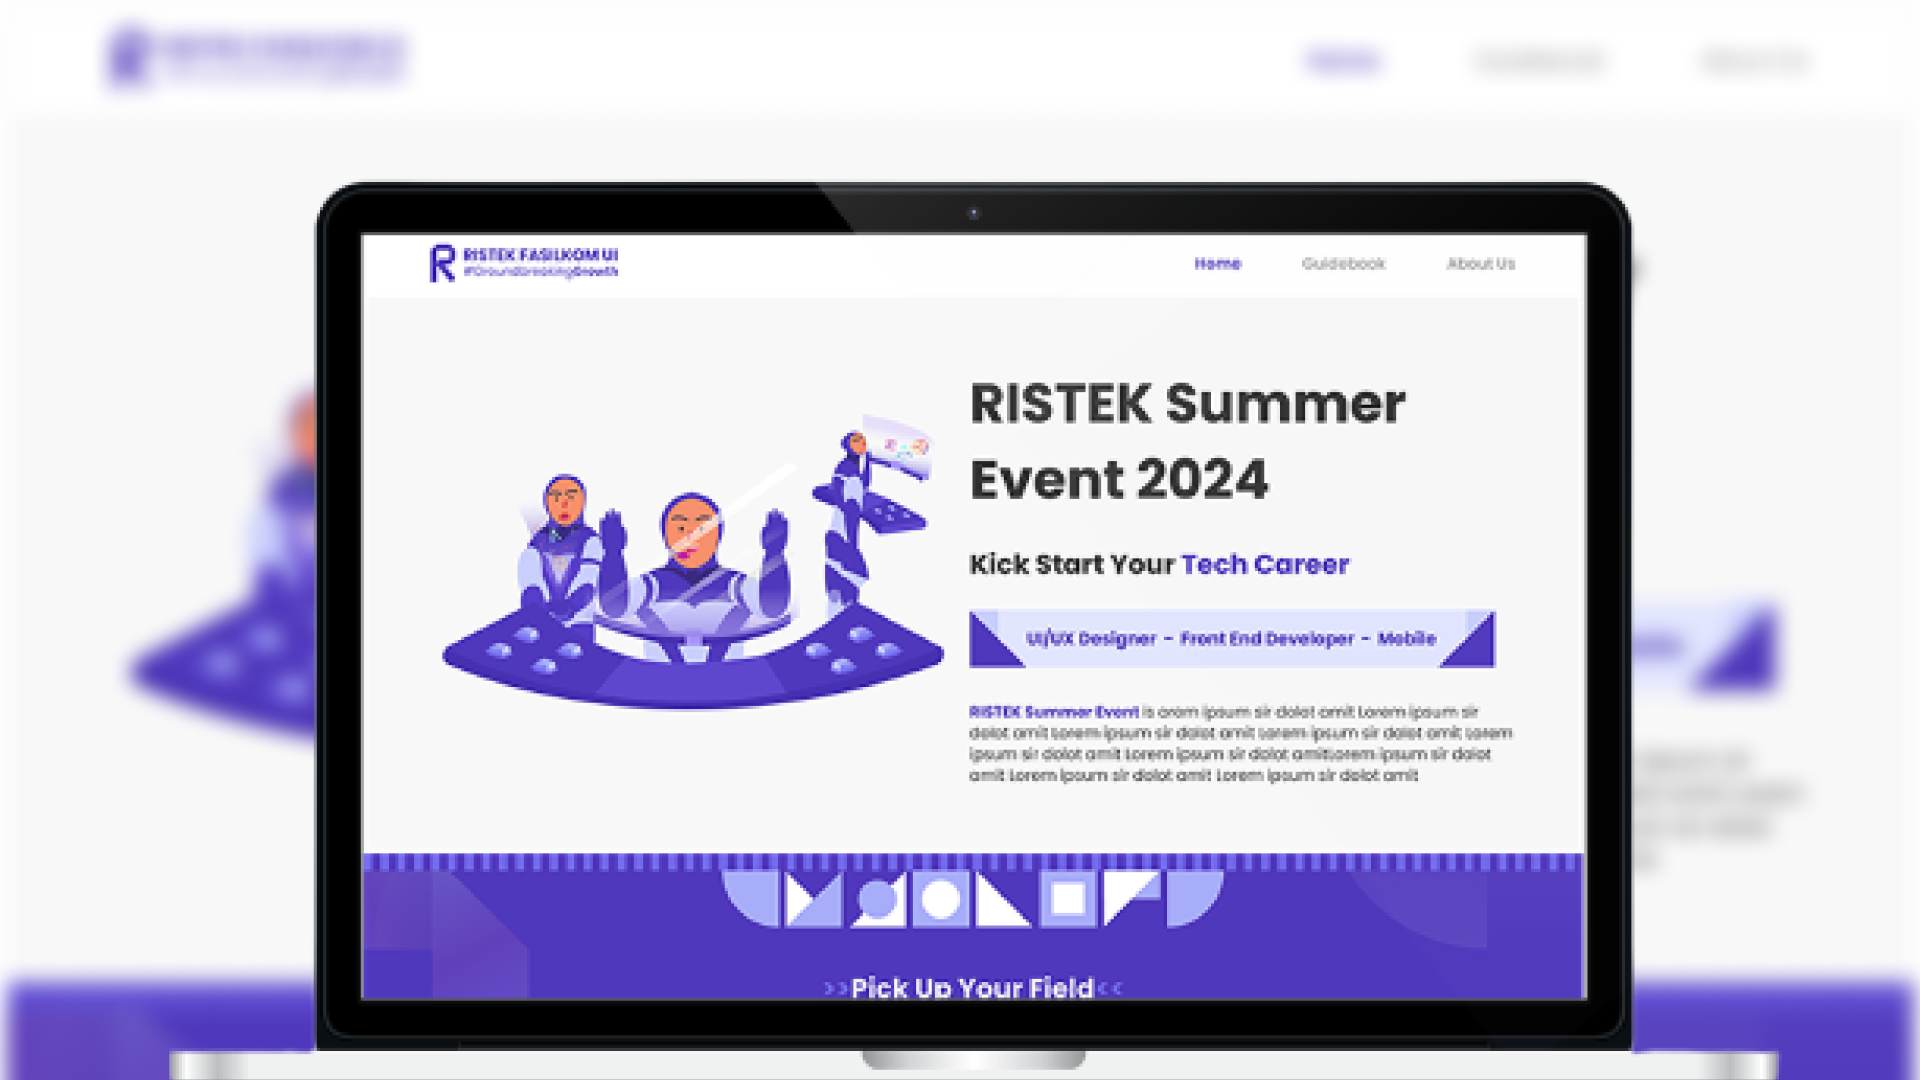 RISTEK FASILKOM UI
#GroundbreakingGrowth
Home
Guidebook
About Us
RISTEK Summer
Event 2024
Kick Start Your Tech Career
UI/UX Designer - Front End Developer - Mobile
RISTEK Summer Event is orem ipsum sir dolot amit Lorem ipsum sir
dolot amit Lorem ipsum sir dolot amit Lorem ipsum sir dolot amit Lorem
ipsum sir dolot amit Lorem ipsum sir dolot amitLorem ipsum sir dolot
amit Lorem ipsum sir dolot amit Lorem ipsum sir dolot amit
>>Pick Up Your Field<<